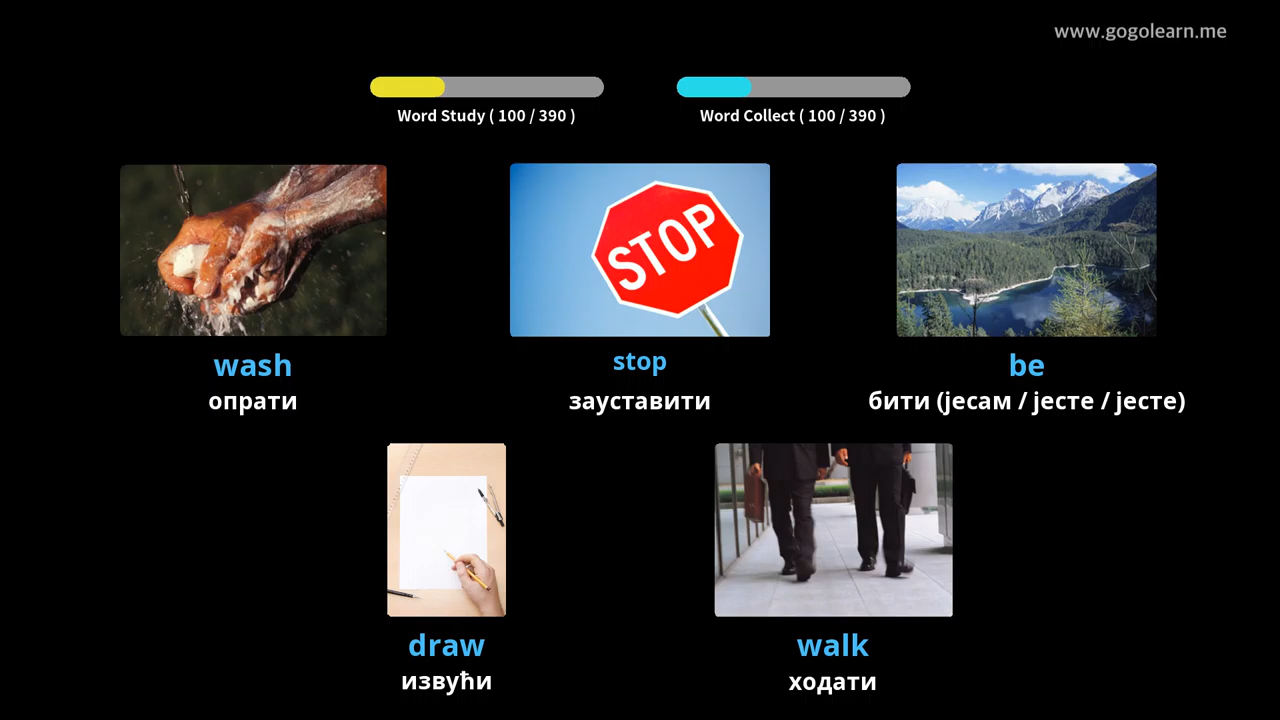 www.gogolearn.me
Word Study ( 100 / 390 )
Word Collect ( 100 / 390 )
STOP
wash
опрати
stop
зауставити
be
бити (јесам / јесте / јесте)
draw
извући
walk
ходати